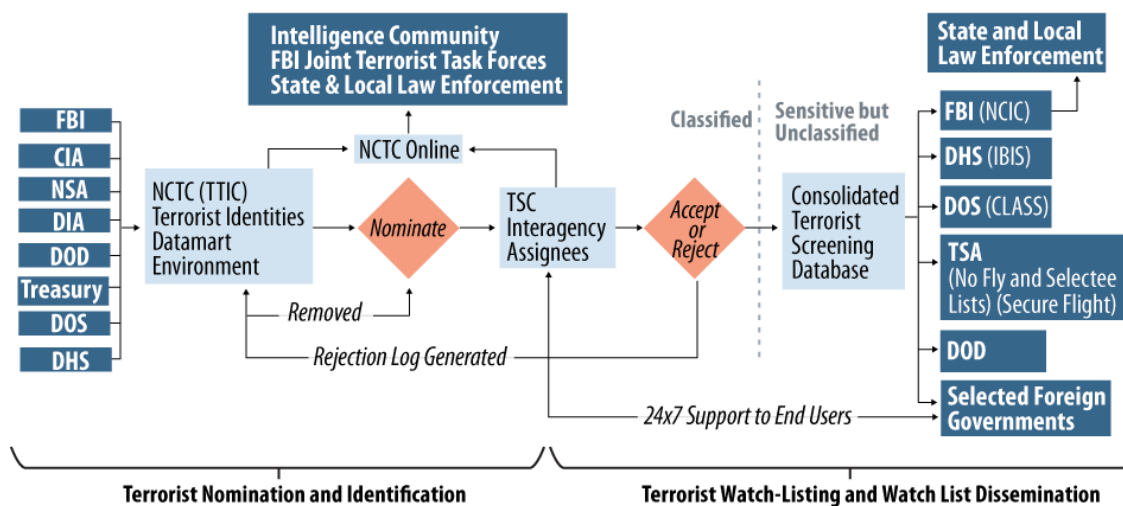 Intelligence Community
FBI Joint Terrorist Task Forces
State & Local Law Enforcement
State and Local
Law Enforcement
Classified
Sensitive but
Unclassified
FBI
CIA
NSA
DIA
DOD
Treasury
DOS
DHS
NCTC (TTIC)
Terrorist Identities
Datamart
Environment
NCTC Online
Nominate
TSC
Interagency
Assignees
Accept
or
Reject
Consolidated
Terrorist
Screening
Database
FBI (NCIC)
DHS (IBIS)
DOS (CLASS)
TSA
(No Fly and Selectee
Lists) (Secure Flight)
DOD
Selected Foreign
Governments
Removed
Rejection Log Generated
24x7 Support to End Users
Terrorist Nomination and Identification
Terrorist Watch-Listing and Watch List Dissemination